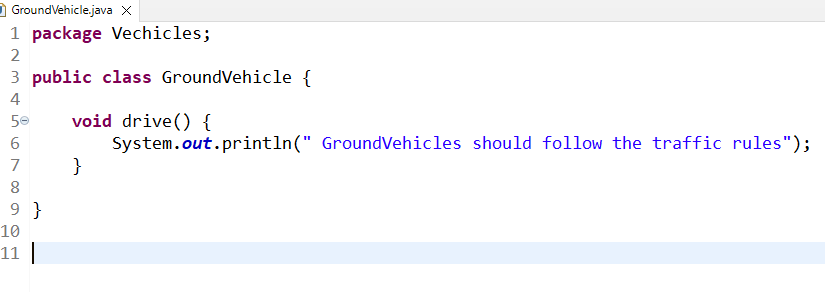 GroundVehicle.java
1 package Vechicles;
2
3 public class GroundVehicle {
4
5 void drive() {
6 System.out.println(" GroundVehicles should follow the traffic rules");
7 }
8
9 }
10
11